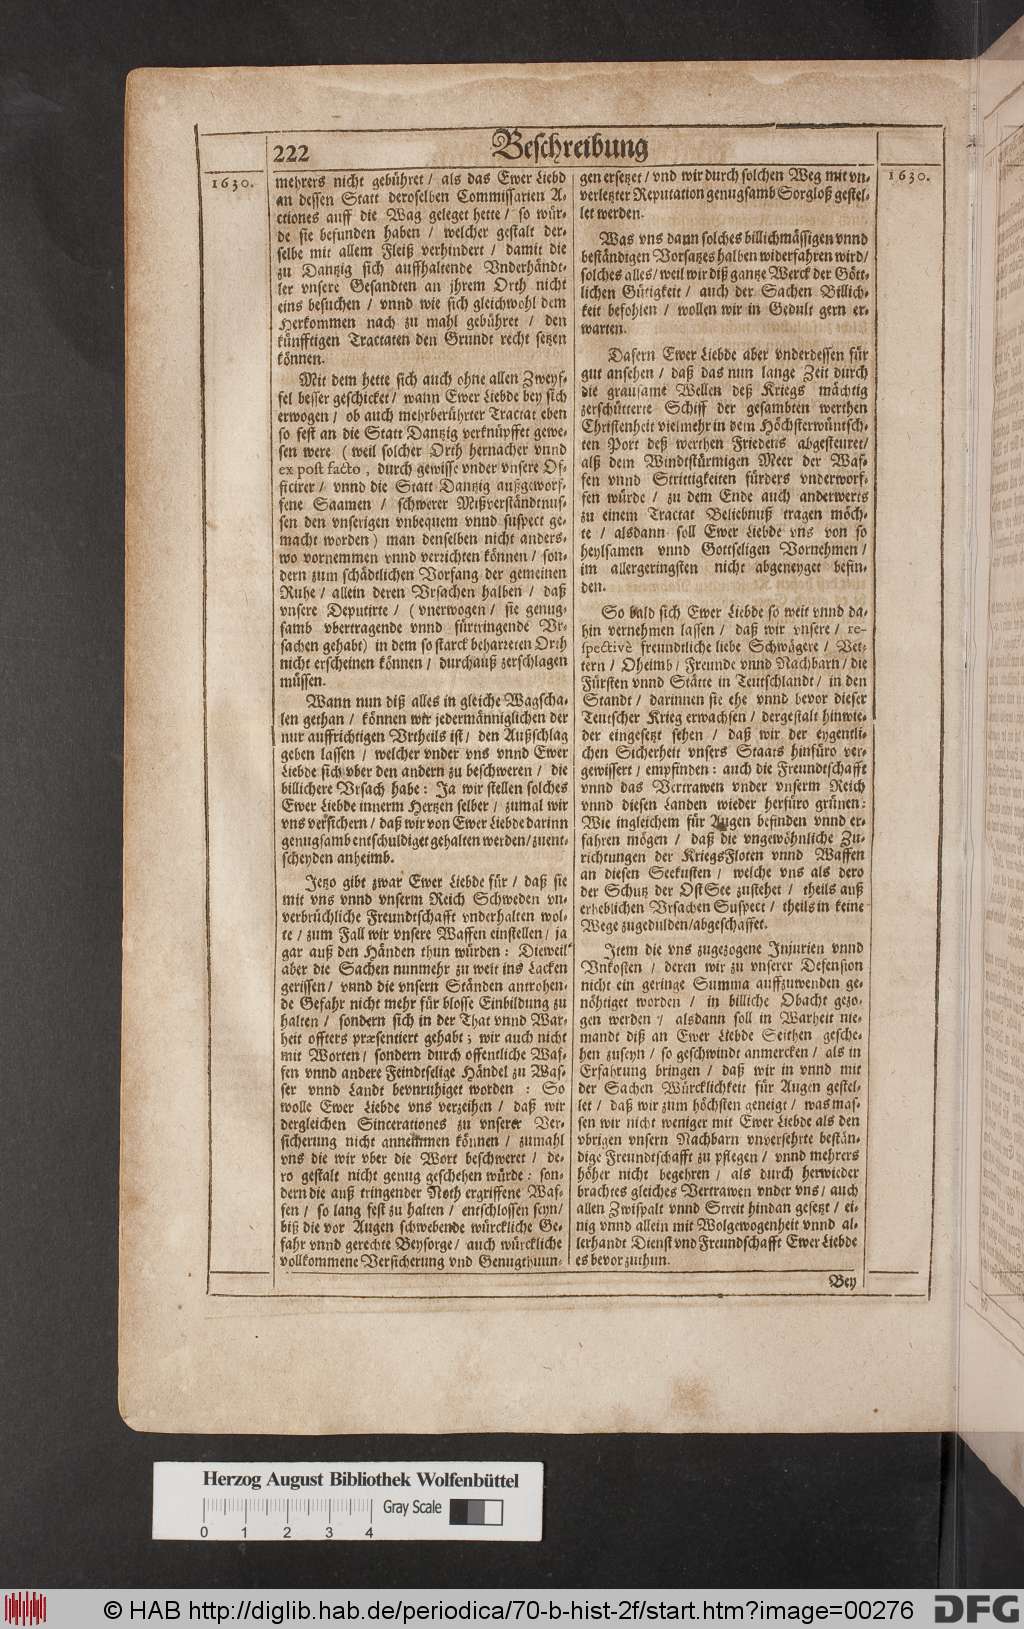 222
Beschreibung
1630.
1630.
mehrers nicht gebühret / als das Ewer Liebd
an dessen Statt deroselben Commissarien A-
ctiones auff die Wag geleget hette / so wür-
de sie befunden haben / welcher gestalt der-
selbe mit allem Fleiß verhindert / damit die
zu Dantzig sich auffhaltende Vnderhändt-
ler vnsere Gesandten an jhrem Orth nicht
eins besuchen / vnnd wie sich gleichwohl dem
Herkommen nach zu mahl gebühret / den
künfftigen Tractaten den Grundt recht setzen
können.
Mit dem hette sich auch ohne allen Zweyf-
fel besser geschicket / wann Ewer Liebde bey sich
erwogen / ob auch mehrberührter Tractat eben
so fest an die Statt Dantzig verknüpffet gewe-
sen were ( weil solcher Orth hernacher vnnd
ex post facto, durch gewisse vnder vnsere Of-
ficirer / vnnd die Statt Dantzig außgeworf-
fene Saamen / schwerer Mißverständtnus-
sen den vnserigen vnbequem vnnd suspect ge-
macht worden ) man denselben nicht anders-
wo vornemmen vnnd verrichten können / son-
dern zum schädtlichen Vorfang der gemeinen
Ruhe / allein deren Vrsachen halben / daß
vnsere Deputirte / ( vnerwogen / sie genug-
samb vbertragende vnnd fürtringende Vr-
sachen gehabt) in dem so starck beharreten Orth
nicht erscheinen können / durchauß zerschlagen
müssen.
Wann nun diß alles in gleiche Wagscha-
len gethan / können wir jedermänniglichen der
nur auffrichtigen Vrtheils ist / den Außschlag
geben lassen / welcher vnder vns vnnd Ewer
Liebde sich vber den andern zu beschweren / die
billichere Vrsach habe : Ja wir stellen solches
Ewer Liebde innerm Hertzen selber / zumal wir
vns versichern / daß wir von Ewer Liebde darinn
genugsamb entschuldiget gehalten werden / zu ent-
scheyden anheimb.
Jetzo gibt zwar Ewer Liebde für / daß sie
mit vns vnnd vnserm Reich Schweden vn-
verbrüchliche Freundtschafft vnderhalten wol-
te / zum Fall wir vnsere Waffen einstellen / ja
gar auß den Händen thun würden : Dieweil
aber die Sachen nunmehr zu weit ins Lacken
gerissen / vnnd die vnsern Ständen antrohen-
de Gefahr nicht mehr für blosse Einbildung zu
halten / sondern sich in der That vnnd War-
heit offters præsentiert gehabt ; wir auch nicht
mit Worten / sondern durch offentliche Waf-
fen vnnd andere Feindtselige Händel zu Was-
ser vnnd Landt bevnruhiget worden : So
wolle Ewer Liebde vns verzeihen / daß wir
dergleichen Sincerationes zu vnserer Ver-
sicherung nicht annemmen können / zumahl
vns die wir vber die Wort beschweret / de-
ro gestalt nicht genug geschehen würde : son-
dern die auß tringender Noth ergriffene Waf-
fen / so lang fest zu halten / entschlossen seyn /
biß die vor Augen schwebende würckliche Ge-
fahr vnnd gerechte Beysorge / auch würckliche
vollkommene Versicherung vnd Genugthuun-
gen ersetzet / vnd wir durch solchen Weg mit vn-
verletzter Reputation genugsamb Sorgloß gestel-
let werden.
Was vns dann solches billichmässigen vnnd
beständigen Vorsatzes halben widerfahren wird /
solches alles / weil wir diß gantze Werck der Gött-
lichen Gütigkeit / auch der Sachen Billich-
keit befohlen / wollen wir in Gedult gern er-
warten.
Dafern Ewer Liebde aber vnderdessen für
gut ansehen / daß das nun lange Zeit durch
die grausame Wellen deß Kriegs mächtig
zerschütterte Schiff der gesambten werthen
Christenheit vielmehr in dem Höchsterwüntsch-
ten Port deß werthen Friedens abgesteuret /
alß dem Windtstürmigen Meer der Waf-
fen vnnd Strittigkeiten fürders vnderworf-
fen würde / zu dem Ende auch anderwerts
zu einem Tractat Beliebnuß tragen möch-
te / alsdann soll Ewer Liebde vns von so
heylsamen vnnd Gottseligen Vornehmen /
im allergeringsten nicht abgeneyget befin-
den.
So bald sich Ewer Liebde so weit vnnd da-
hin vernehmen lassen / daß wir vnsere / re-
spectivè freundtliche liebe Schwägere / Vet-
tern / Oheimb / Freunde vnnd Nachbarn / die
Fürsten vnnd Stätte in Teutschlandt / in den
Standt / darinnen sie ehe vnnd bevor dieser
Teutscher Krieg erwachsen / dergestalt hinwie-
der eingesetzt sehen / daß wir der eygentli-
chen Sicherheit vnsers Staats hinfüro ver-
gewissert / empfinden : auch die Freundtschafft
vnnd das Vertrawen vnder vnserm Reich
vnnd diesen Landen wieder herfüro grünen :
Wie ingleichem für Augen befinden vnnd er-
fahren mögen / daß die vngewöhnliche Zu-
richtungen der KriegsFloten vnnd Waffen
an diesen Seekusten / welche vns als dero
der Schutz der OstSee zustehet / theils auß
erheblichen Vrsachen Suspect / theils in keine
Wege zugedulden / abgeschaffet.
Item die vns zugezogene Injurien vnnd
Vnkosten / deren wir zu vnserer Defension
nicht ein geringe Summa auffzuwenden ge-
nöhtiget worden / in billiche Obacht gezo-
gen werden / alsdann soll in Warheit nie-
mandt diß an Ewer Liebde Seithen gesche-
hen zuseyn / so geschwindt anmercken / als in
Erfahrung bringen / daß wir in vnnd mit
der Sachen Würcklichkeit für Augen gestel-
let / daß wir zum höchsten geneigt / was mas-
sen wir nicht weniger mit Ewer Liebde als den
vbrigen vnsern Nachbarn vnversehrte bestän-
dige Freundtschafft zu pflegen / vnnd mehrers
höher nicht begehren / als durch herwieder
brachtes gleiches Vertrawen vnder vns / auch
allen Zwispalt vnnd Streit hindan gesetzt / ei-
nig vnnd allein mit Wolgewogenheit vnnd al-
lerhandt Dienst vnd Freundschafft Ewer Liebde
es bevor zuthun.
Bey
Herzog August Bibliothek Wolfenbüttel
Gray Scale
0 1 2 3 4
© HAB http://diglib.hab.de/periodica/70-b-hist-2f/start.htm?image=00276
DFG